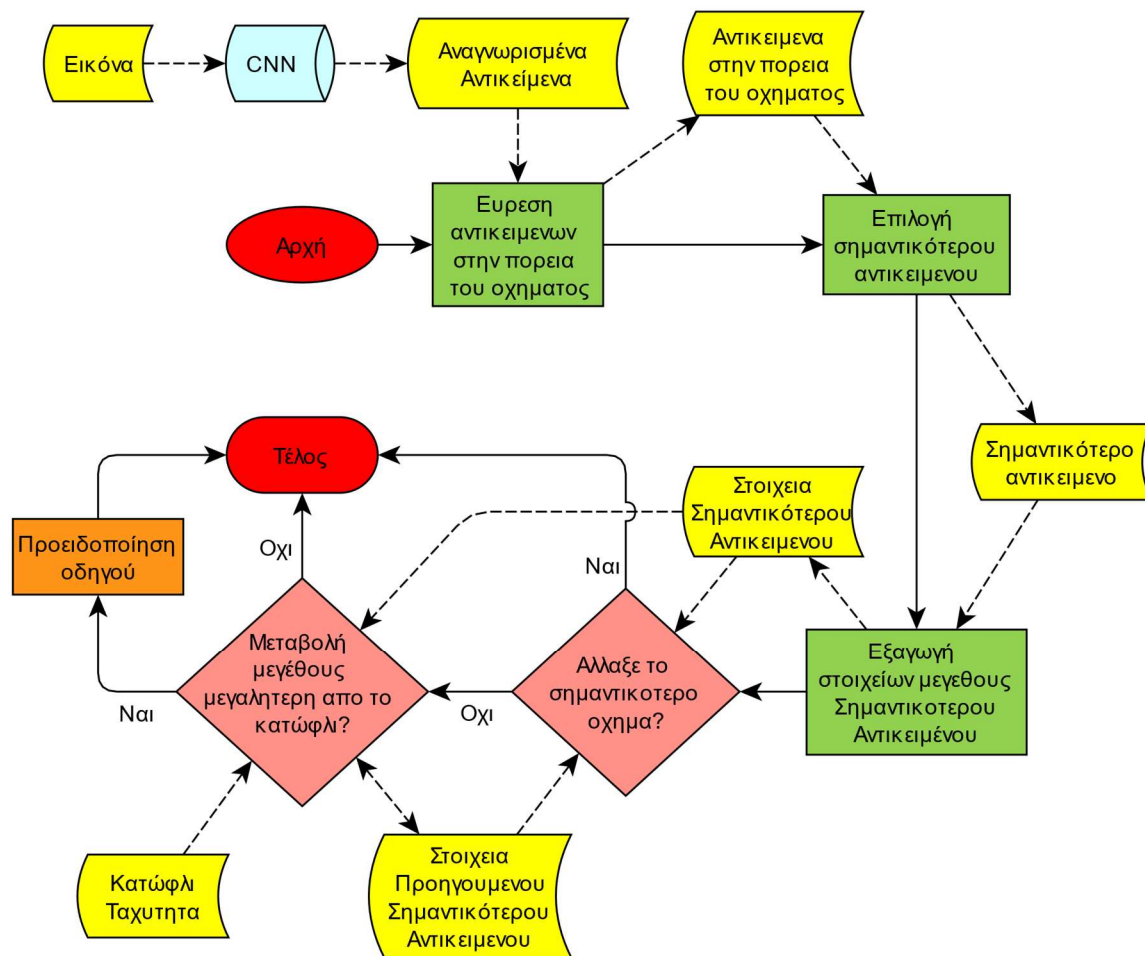 Εικόνα
CNN
Αναγνωρισμένα
Αντικείμενα
Αντικειμενα
στην πορεια
του οχηματος
Αρχή
Ευρεση
αντικειμενων
στην πορεια
του οχηματος
Επιλογή
σημαντικότερου
αντικειμενου
Σημαντικότερο
αντικειμενο
Τέλος
Στοιχεια
Σημαντικότερου
Αντικειμενου
Προειδοποίηση
οδηγού
Οχι
Ναι
Εξαγωγή
στοιχείων μεγεθους
Σημαντικοτερου
Αντικειμένου
Αλλαξε το
σημαντικοτερο
οχημα?
Οχι
Μεταβολή
μεγέθους
μεγαλητερη απο το
κατώφλι?
Ναι
Κατώφλι
Ταχυτητα
Στοιχεια
Προηγουμενου
Σημαντικότερου
Αντικειμενου